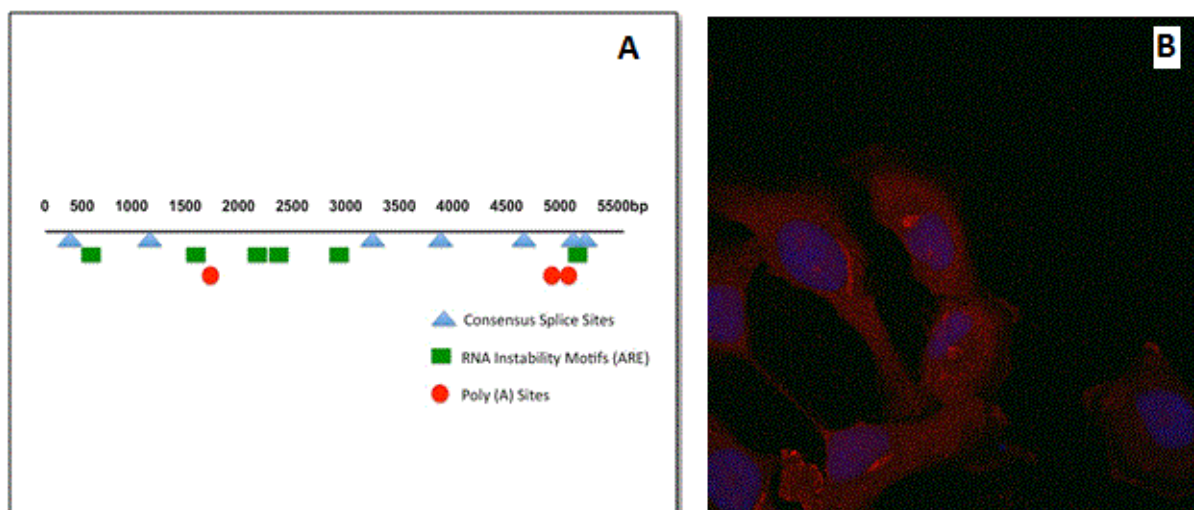 A
B
0 500 1000 1500 2000 2500 3000 3500 4000 4500 5000 5500bp
Consensus Splice Sites
RNA Instability Motifs (ARE)
Poly (A) Sites